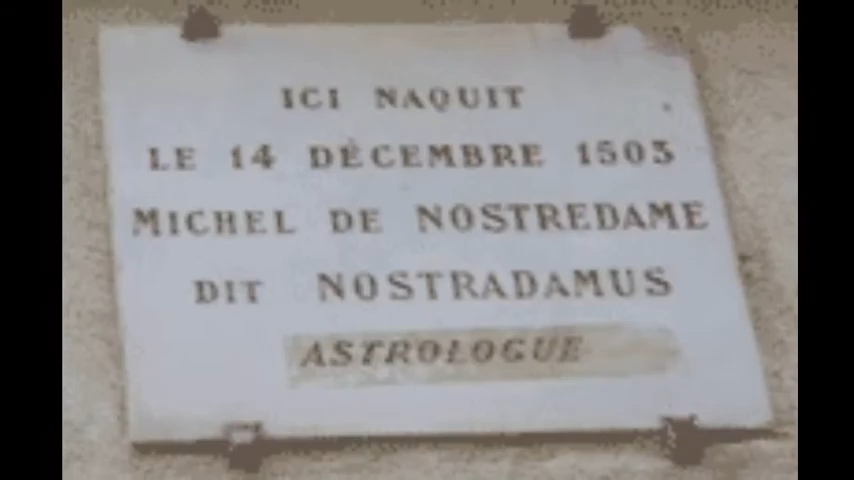 ICI NAQUIT
LE 14 DÉCEMBRE 1503
MICHEL DE NOSTREDAME
DIT NOSTRADAMUS
ASTROLOGUE